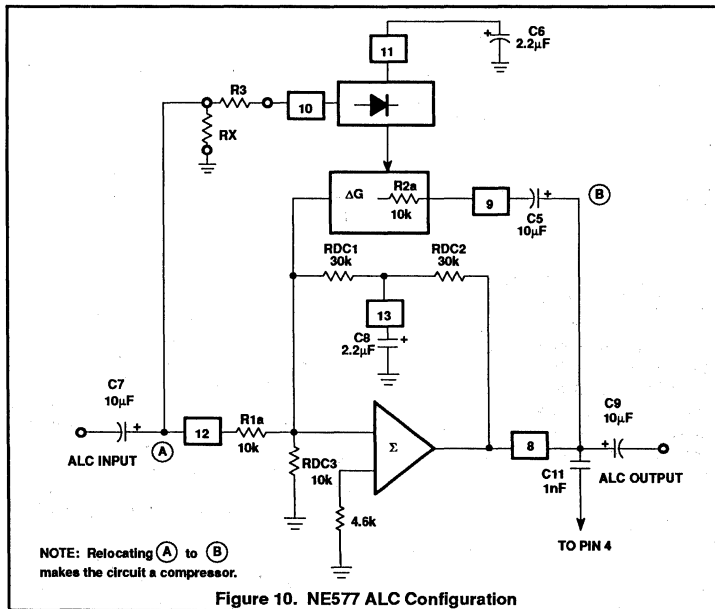 C6
2.2µF
+
11
R3
10
RX
ΔG
R2a
10k
9
C5
10µF
B
RDC1
30k
RDC2
30k
13
C8
2.2µF
+
C7
10µF
+
12
R1a
10k
A
ALC INPUT
RDC3
10k
Σ
4.6k
8
C9
10µF
+
C11
1nF
ALC OUTPUT
TO PIN 4
NOTE: Relocating A to B
makes the circuit a compressor.
Figure 10. NE577 ALC Configuration